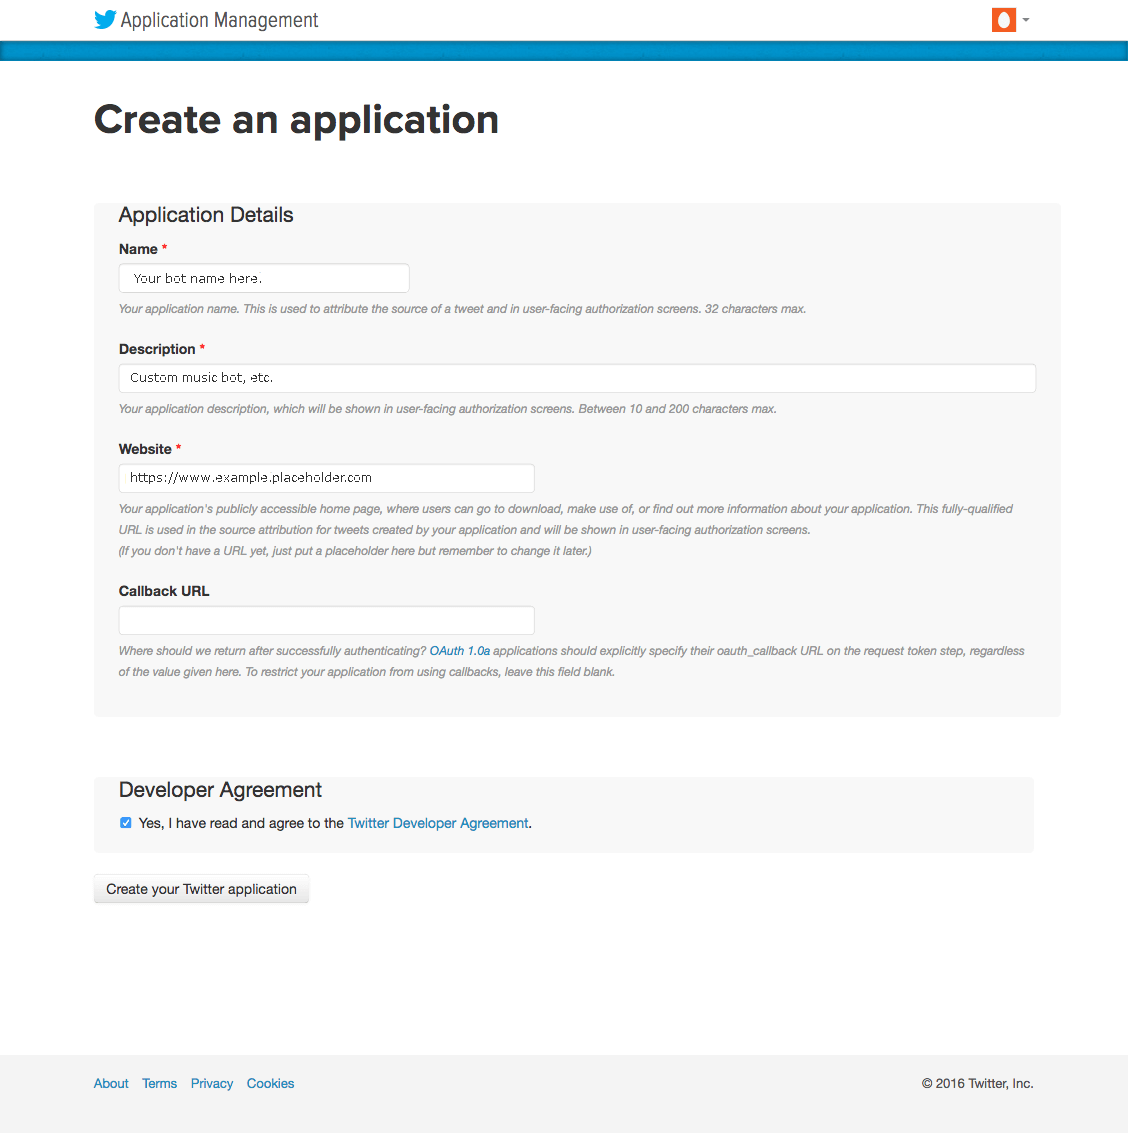 Application Management
Create an application
Application Details
Name *
Your bot name here.
Your application name. This is used to attribute the source of a tweet and in user-facing authorization screens. 32 characters max.
Description *
Custom music bot, etc.
Your application description, which will be shown in user-facing authorization screens. Between 10 and 200 characters max.
Website *
https://www.example.placeholder.com
Your application's publicly accessible home page, where users can go to download, make use of, or find out more information about your application. This fully-qualified
URL is used in the source attribution for tweets created by your application and will be shown in user-facing authorization screens.
(If you don't have a URL yet, just put a placeholder here but remember to change it later.)
Callback URL
Where should we return after successfully authenticating? OAuth 1.0a applications should explicitly specify their oauth_callback URL on the request token step, regardless
of the value given here. To restrict your application from using callbacks, leave this field blank.
Developer Agreement
Yes, I have read and agree to the Twitter Developer Agreement.
Create your Twitter application
About Terms Privacy Cookies © 2016 Twitter, Inc.